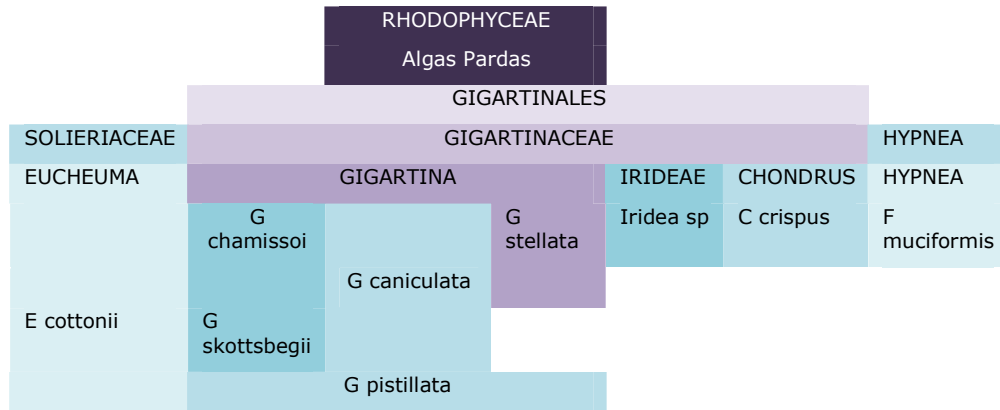 RHODOPHYCEAE
Algas Pardas
GIGARTINALES
SOLIERIACEAE GIGARTINACEAE HYPNEA
EUCHEUMA GIGARTINA IRIDEAE CHONDRUS HYPNEA
G
chamissoi
G
stellata
Iridea sp
C crispus
F
muciformis
G caniculata
E cottonii
G
skottsbegii
G pistillata